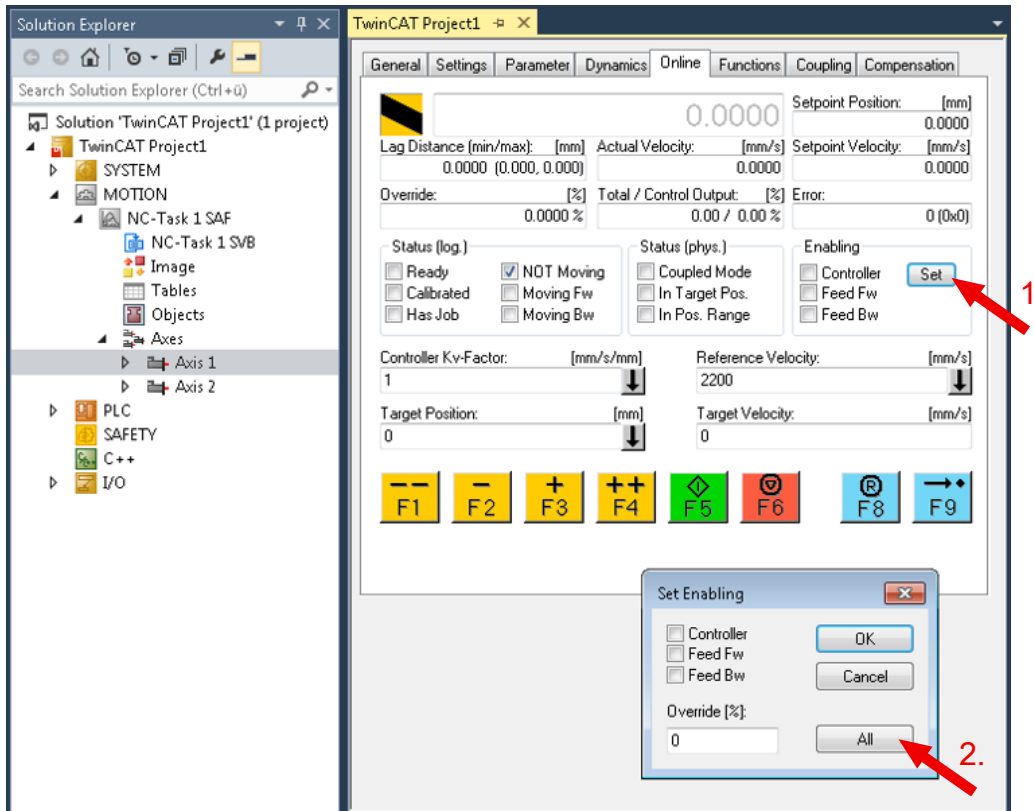 Solution Explorer
Search Solution Explorer (Ctrl+ü)
Solution 'TwinCAT Project1' (1 project)
TwinCAT Project1
SYSTEM
MOTION
NC-Task 1 SAF
NC-Task 1 SVB
Image
Tables
Objects
Axes
Axis 1
Axis 2
PLC
SAFETY
C++
I/O
TwinCAT Project1
General Settings Parameter Dynamics Online Functions Coupling Compensation
0.0000
Setpoint Position: [mm]
0.0000
Lag Distance (min/max): [mm] Actual Velocity: [mm/s] Setpoint Velocity: [mm/s]
0.0000 (0.000, 0.000) 0.0000 0.0000
Override: [%] Total / Control Output: [%] Error:
0.0000 % 0.00 / 0.00 % 0 (0x0)
Status (log.) Status (phys.) Enabling
Ready NOT Moving Coupled Mode Controller Set
Calibrated Moving Fw In Target Pos. Feed Fw
Has Job Moving Bw In Pos. Range Feed Bw
1
Controller Kv-Factor: [mm/s/mm] Reference Velocity: [mm/s]
1 2200
Target Position: [mm] Target Velocity: [mm/s]
0 0
-- - + ++ R
F1 F2 F3 F4 F5 F6 F8 F9
Set Enabling
Controller OK
Feed Fw
Feed Bw Cancel
Override [%]:
0 All
2.